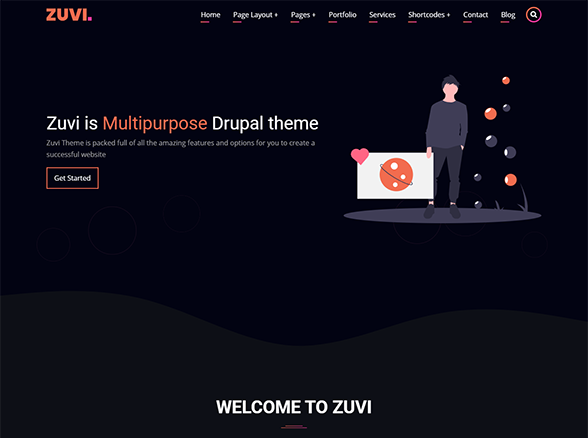 ZUVI.
Home Page Layout + Pages + Portfolio Services Shortcodes + Contact Blog
Zuvi is Multipurpose Drupal theme
Zuvi Theme is packed full of all the amazing features and options for you to create a
successful website
Get Started
WELCOME TO ZUVI